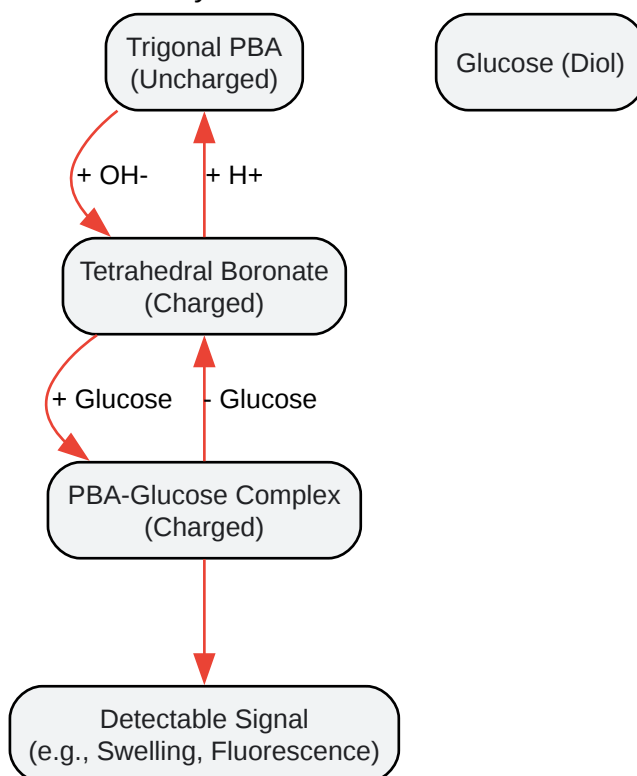 Trigonal PBA
(Uncharged)
Glucose (Diol)
+ OH-
+ H+
Tetrahedral Boronate
(Charged)
+ Glucose
- Glucose
PBA-Glucose Complex
(Charged)
Detectable Signal
(e.g., Swelling, Fluorescence)